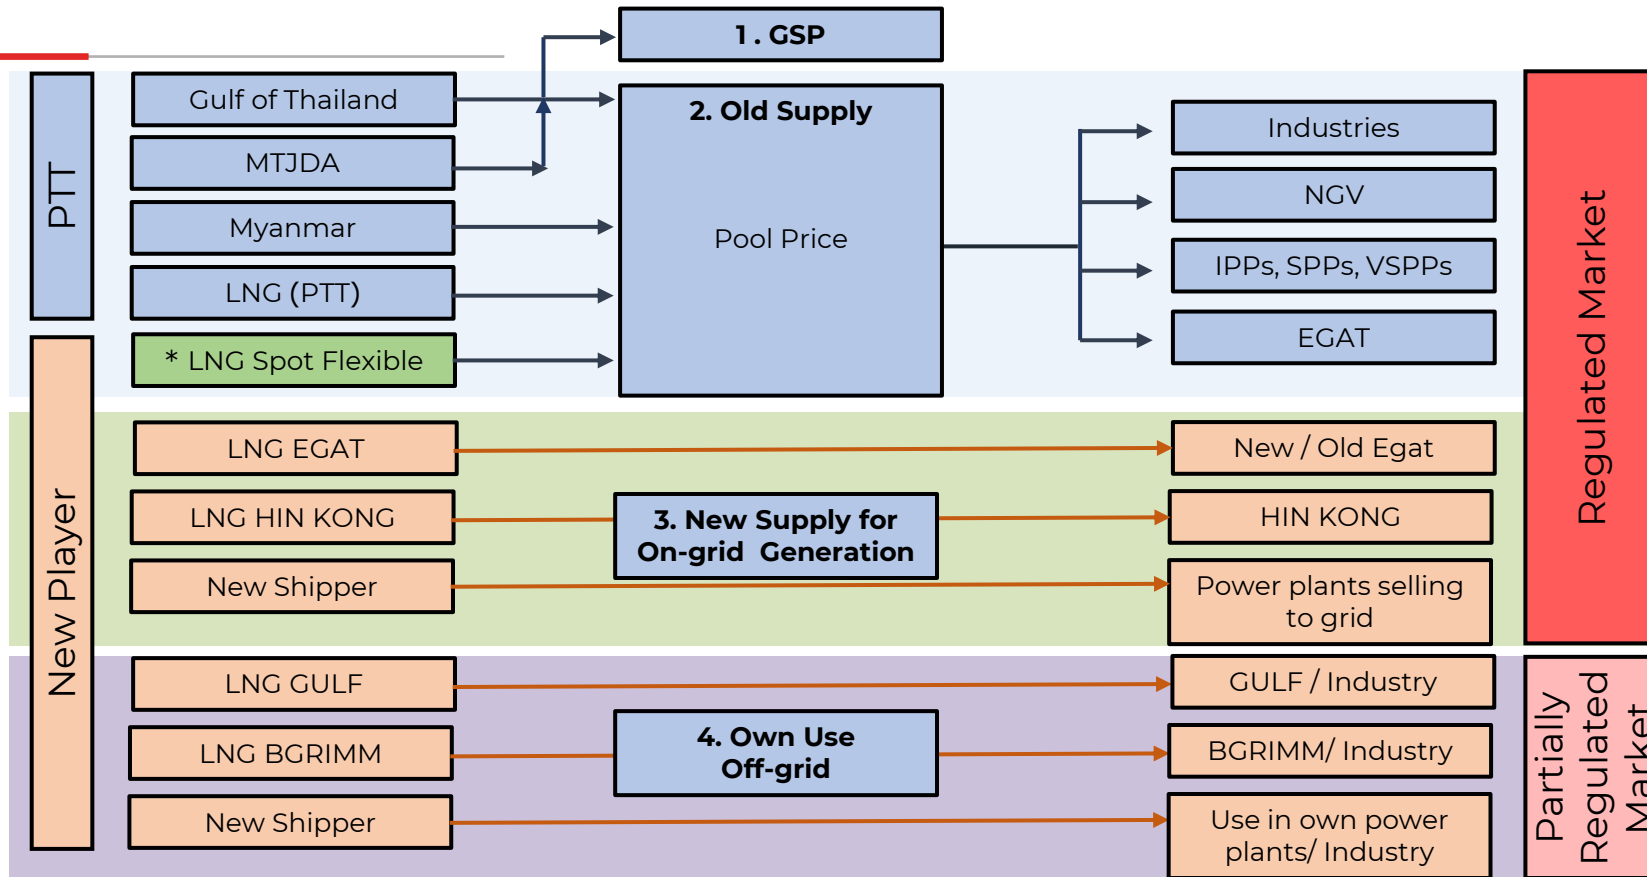 1 . GSP
PTT
Gulf of Thailand
MTJDA
Myanmar
LNG (PTT)
* LNG Spot Flexible
2. Old Supply
Pool Price
Industries
NGV
IPPs, SPPs, VSPPs
EGAT
Regulated Market
New Player
LNG EGAT
LNG HIN KONG
New Shipper
3. New Supply for
On-grid Generation
New / Old Egat
HIN KONG
Power plants selling
to grid
LNG GULF
LNG BGRIMM
New Shipper
4. Own Use
Off-grid
GULF / Industry
BGRIMM/ Industry
Use in own power
plants/ Industry
Partially
Regulated
Market